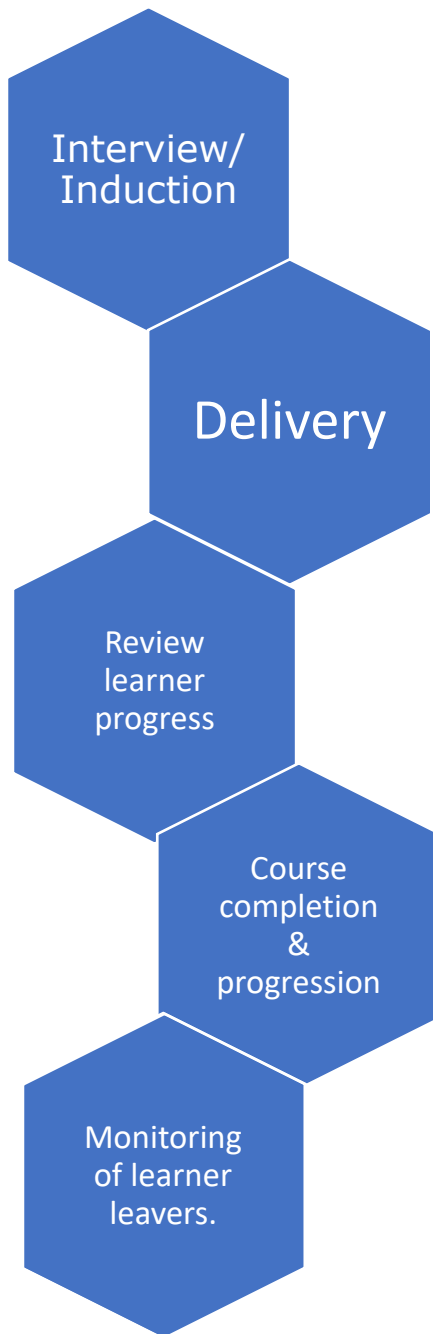 Interview/
Induction
Delivery
Review
learner
progress
Course
completion
&
progression
Monitoring
of learner
leavers.